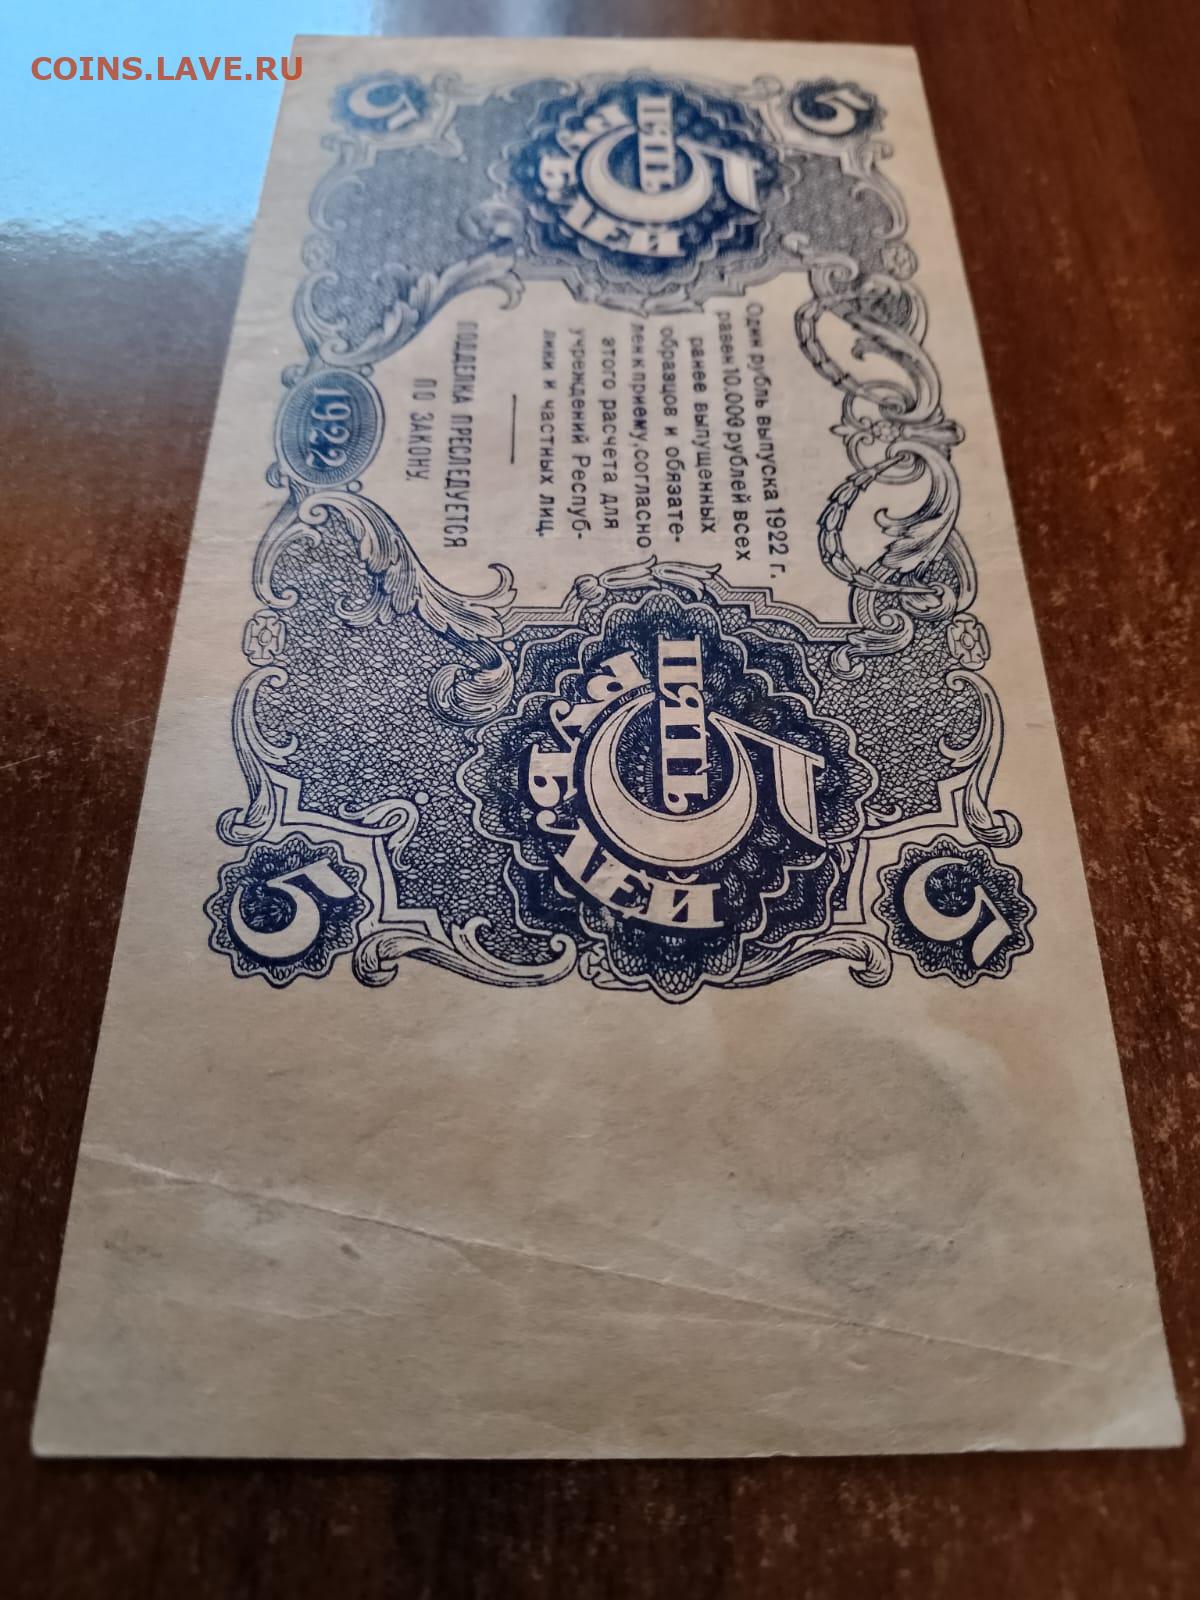 COINS.LAVE.RU
5
5
ПЯТЬ
5
РУБЛЕЙ
Один рубль выпуска 1922 г.
равен 10.000 рублей всех
ранее выпущенных
образцов и обязате-
лен к приему, согласно
этого расчета для
учреждений Респуб-
лики и частных лиц.
ПОДДЕЛКА ПРЕСЛЕДУЕТСЯ
ПО ЗАКОНУ.
1922
ПЯТЬ
5
РУБЛЕЙ
5
5